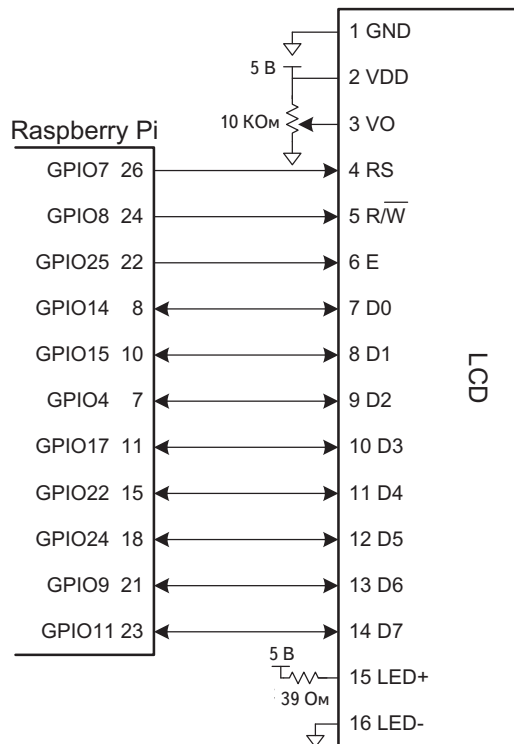 1 GND
5 В
2 VDD
10 КОм
3 VO
Raspberry Pi
GPIO7 26 4 RS
GPIO8 24 5 R/W̅
GPIO25 22 6 E
GPIO14 8 7 D0
GPIO15 10 8 D1
GPIO4 7 9 D2
GPIO17 11 10 D3
GPIO22 15 11 D4
GPIO24 18 12 D5
GPIO9 21 13 D6
GPIO11 23 14 D7
LCD
5 В
15 LED+
39 Ом
16 LED-